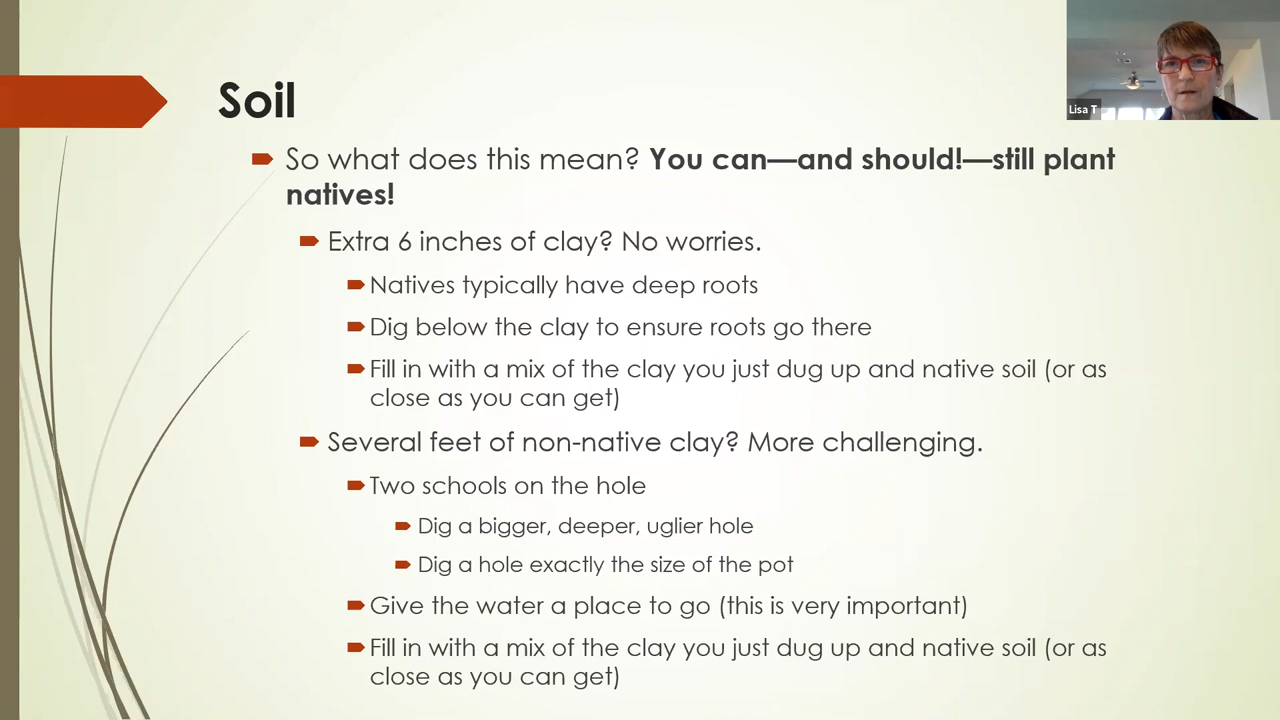 Soil
Lisa T
So what does this mean? You can—and should!—still plant
natives!
Extra 6 inches of clay? No worries.
Natives typically have deep roots
Dig below the clay to ensure roots go there
Fill in with a mix of the clay you just dug up and native soil (or as
close as you can get)
Several feet of non-native clay? More challenging.
Two schools on the hole
Dig a bigger, deeper, uglier hole
Dig a hole exactly the size of the pot
Give the water a place to go (this is very important)
Fill in with a mix of the clay you just dug up and native soil (or as
close as you can get)